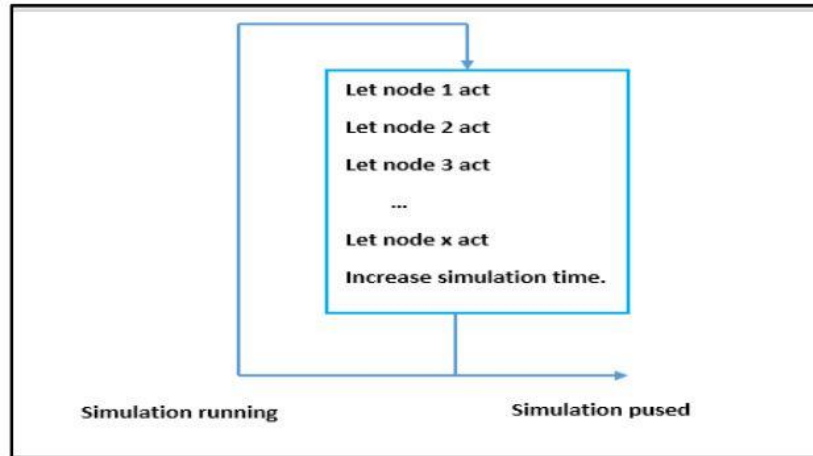 Let node 1 act
Let node 2 act
Let node 3 act
...
Let node x act
Increase simulation time.
Simulation running
Simulation pused